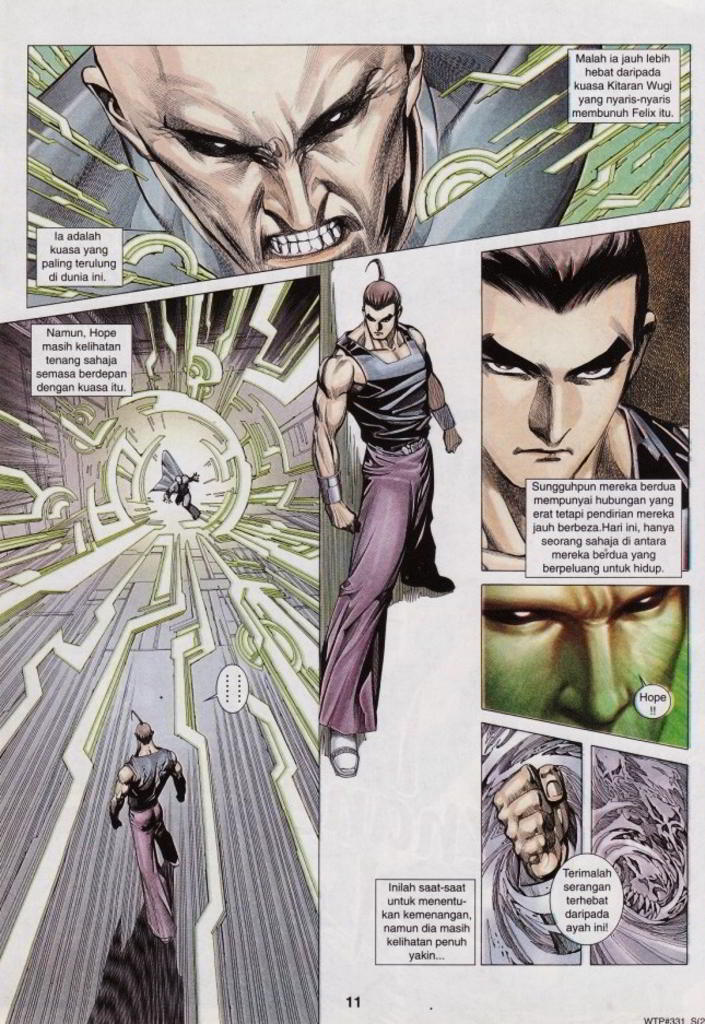 Malah ia jauh lebih
hebat daripada
kuasa Kitaran Wugi
yang nyaris-nyaris
membunuh Felix itu.
Ia adalah
kuasa yang
paling terulung
di dunia ini.
Namun, Hope
masih kelihatan
tenang sahaja
semasa berdepan
dengan kuasa itu.
Sungguhpun mereka berdua
mempunyai hubungan yang
erat tetapi pendirian mereka
jauh berbeza.Hari ini, hanya
seorang sahaja di antara
mereka berdua yang
berpeluang untuk hidup.
Hope
!!
Terimalah
serangan
terhebat
daripada
ayah ini!
Inilah saat-saat
untuk menentu-
kan kemenangan,
namun dia masih
kelihatan penuh
yakin...
11
WTP#331